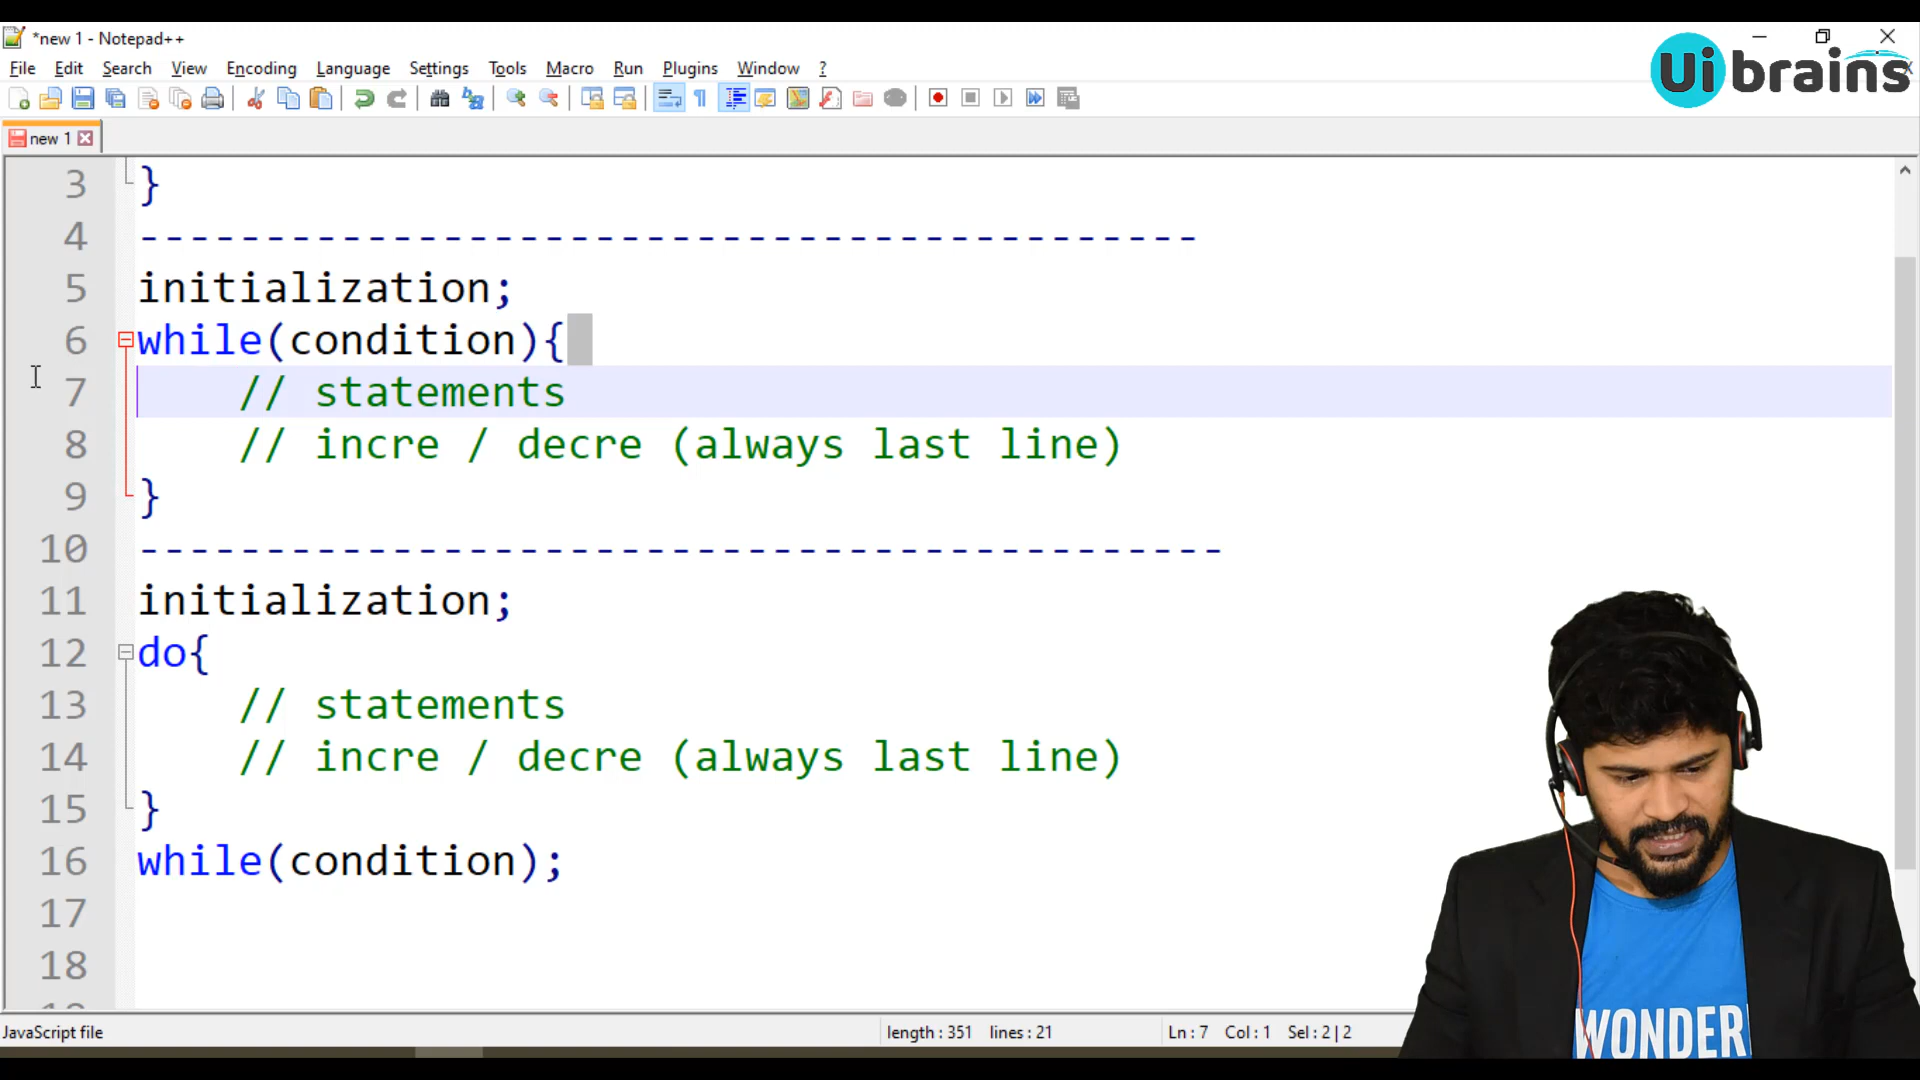 *new 1 - Notepad++
Ui brains
File Edit Search View Encoding Language Settings Tools Macro Run Plugins Window ?
new 1
3 }
4 -------------------------------------------
5 initialization;
6 while(condition){
7 // statements
8 // incre / decre (always last line)
9 }
10 --------------------------------------------
11 initialization;
12 do{
13 // statements
14 // incre / decre (always last line)
15 }
16 while(condition);
17
18
WONDER
JavaScript file length : 351 lines : 21 Ln : 7 Col : 1 Sel : 2 | 2